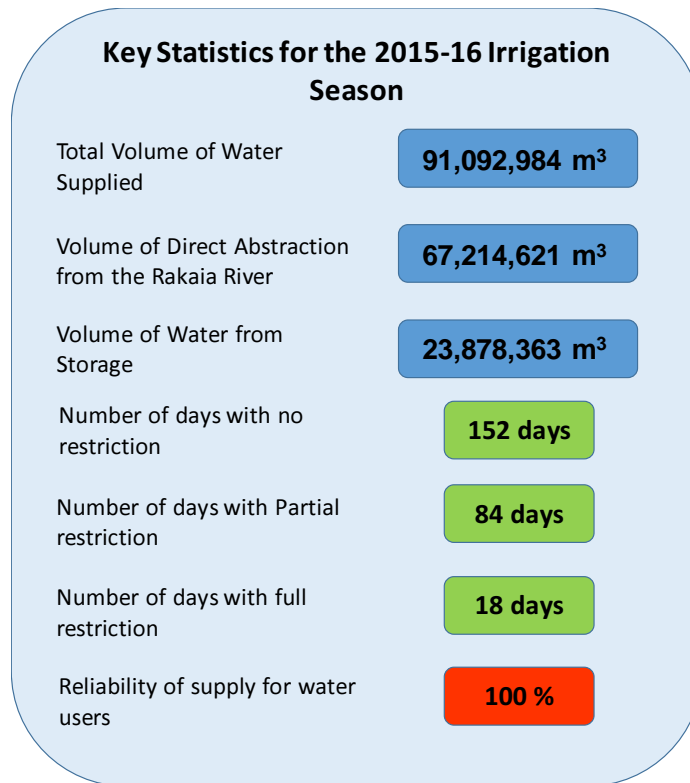 Key Statistics for the 2015-16 Irrigation
Season
Total Volume of Water
Supplied
91,092,984 m³
Volume of Direct Abstraction
from the Rakaia River
67,214,621 m³
Volume of Water from
Storage
23,878,363 m³
Number of days with no
restriction
152 days
Number of days with Partial
restriction
84 days
Number of days with full
restriction
18 days
Reliability of supply for water
users
100 %